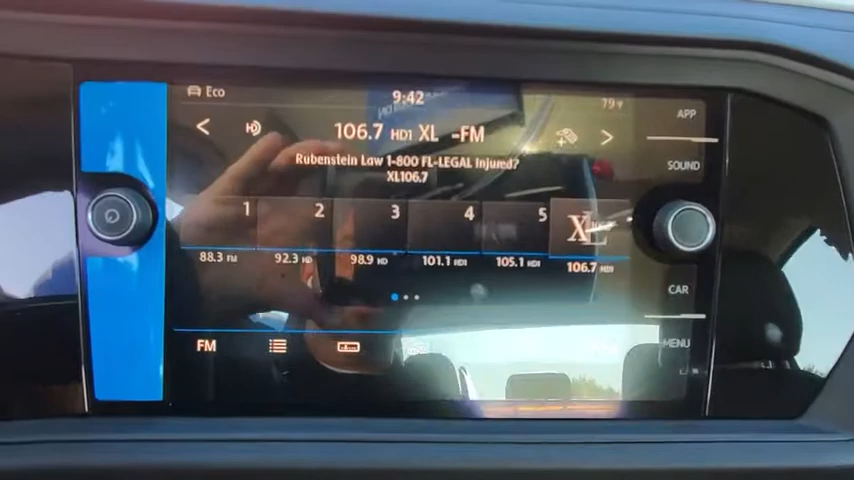 Eco
9:42
79°F
APP
< 106.7 HD1 XL -FM >
Rubenstein Law 1-800 FL-LEGAL Injured?
XL106.7
SOUND
1 2 3 4 5 XL
88.3 FM 92.3 HD 98.9 HD 101.1 HD1 105.1 HD1 106.7 HD1
CAR
FM
MENU